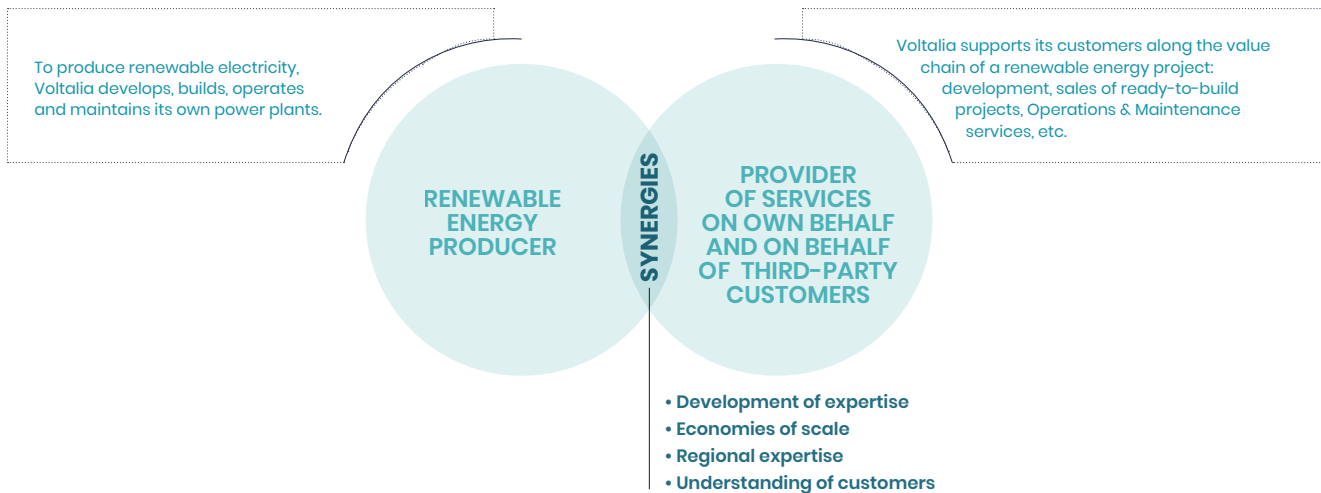 To produce renewable electricity,
Voltalia develops, builds, operates
and maintains its own power plants.
Voltalia supports its customers along the value
chain of a renewable energy project:
development, sales of ready-to-build
projects, Operations & Maintenance
services, etc.
RENEWABLE
ENERGY
PRODUCER
SYNERGIES
PROVIDER
OF SERVICES
ON OWN BEHALF
AND ON BEHALF
OF THIRD-PARTY
CUSTOMERS
• Development of expertise
• Economies of scale
• Regional expertise
• Understanding of customers